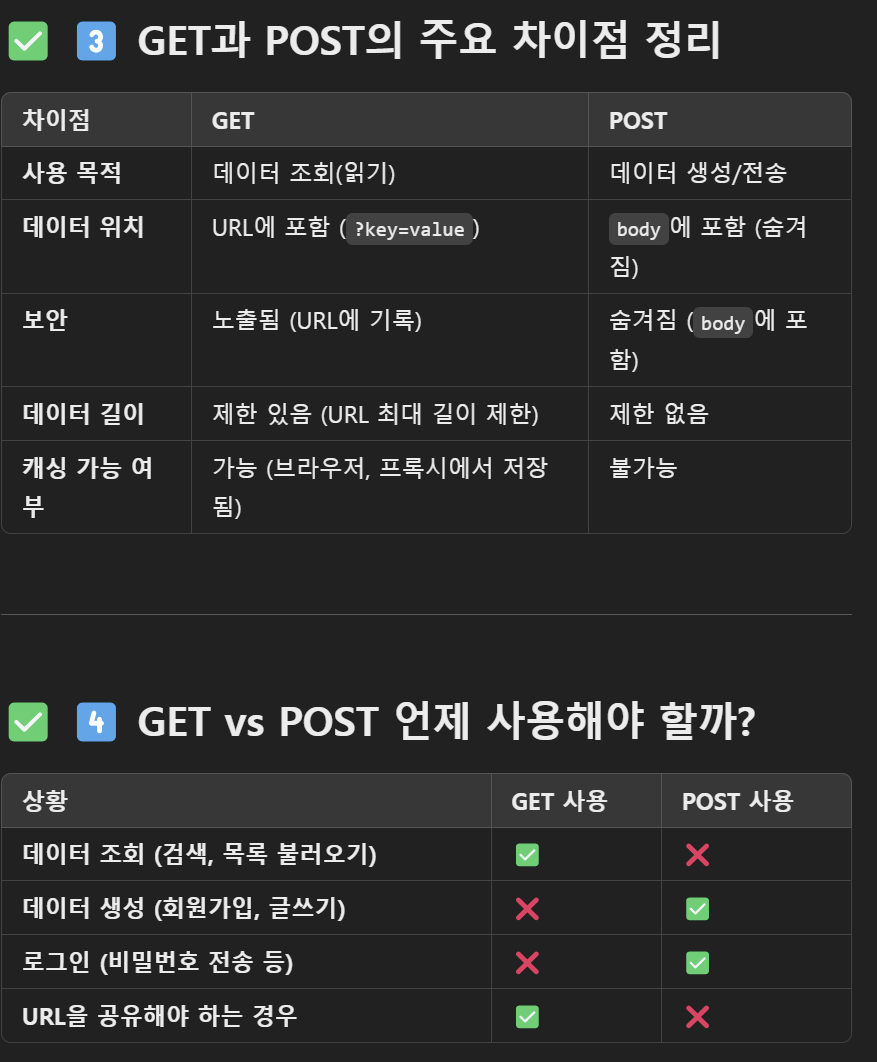 ✅ 3️⃣ GET과 POST의 주요 차이점 정리
차이점 GET POST
사용 목적 데이터 조회(읽기) 데이터 생성/전송
데이터 위치 URL에 포함 (?key=value) body에 포함 (숨겨
짐)
보안 노출됨 (URL에 기록) 숨겨짐 (body에 포
함)
데이터 길이 제한 있음 (URL 최대 길이 제한) 제한 없음
캐싱 가능 여 가능 (브라우저, 프록시에서 저장 불가능
부 됨)
✅ 4️⃣ GET vs POST 언제 사용해야 할까?
상황 GET 사용 POST 사용
데이터 조회 (검색, 목록 불러오기) ✅ ❌
데이터 생성 (회원가입, 글쓰기) ❌ ✅
로그인 (비밀번호 전송 등) ❌ ✅
URL을 공유해야 하는 경우 ✅ ❌